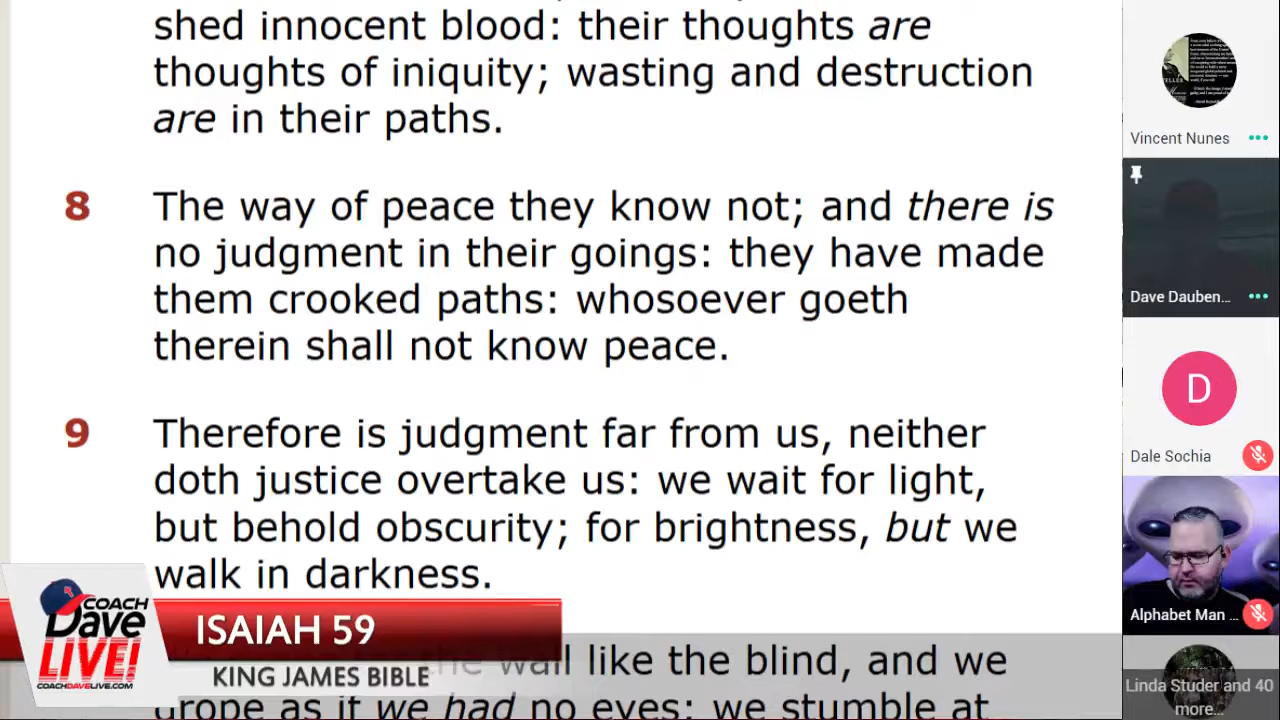 shed innocent blood: their thoughts are
thoughts of iniquity; wasting and destruction
are in their paths.
8 The way of peace they know not; and there is
no judgment in their goings: they have made
them crooked paths: whosoever goeth
therein shall not know peace.
9 Therefore is judgment far from us, neither
doth justice overtake us: we wait for light,
but behold obscurity; for brightness, but we
walk in darkness.
the wall like the blind, and we
grope as if we had no eyes: we stumble at
COACH
Dave
LIVE!
COACHDAVELIVE.COM
ISAIAH 59
KING JAMES BIBLE
Vincent Nunes
Dave Dauben...
D
Dale Sochia
Alphabet Man ...
Linda Studer and 40
more...